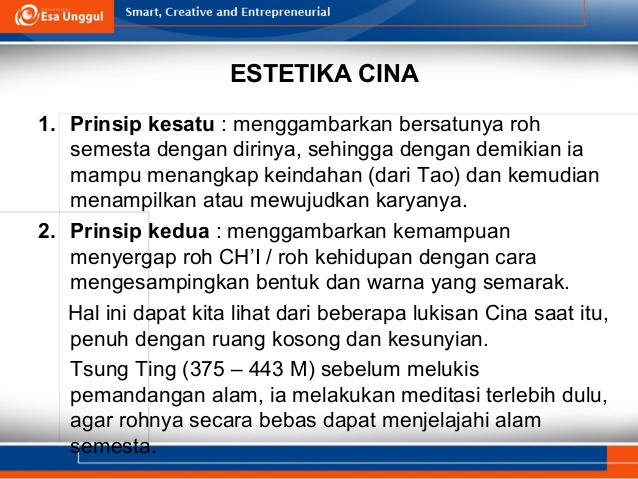 Esa Unggul
Smart, Creative and Entrepreneurial
ESTETIKA CINA
1. Prinsip kesatu : menggambarkan bersatunya roh
semesta dengan dirinya, sehingga dengan demikian ia
mampu menangkap keindahan (dari Tao) dan kemudian
menampilkan atau mewujudkan karyanya.
2. Prinsip kedua : menggambarkan kemampuan
menyergap roh CH’I / roh kehidupan dengan cara
mengesampingkan bentuk dan warna yang semarak.
Hal ini dapat kita lihat dari beberapa lukisan Cina saat itu,
penuh dengan ruang kosong dan kesunyian.
Tsung Ting (375 – 443 M) sebelum melukis
pemandangan alam, ia melakukan meditasi terlebih dulu,
agar rohnya secara bebas dapat menjelajahi alam
semesta.